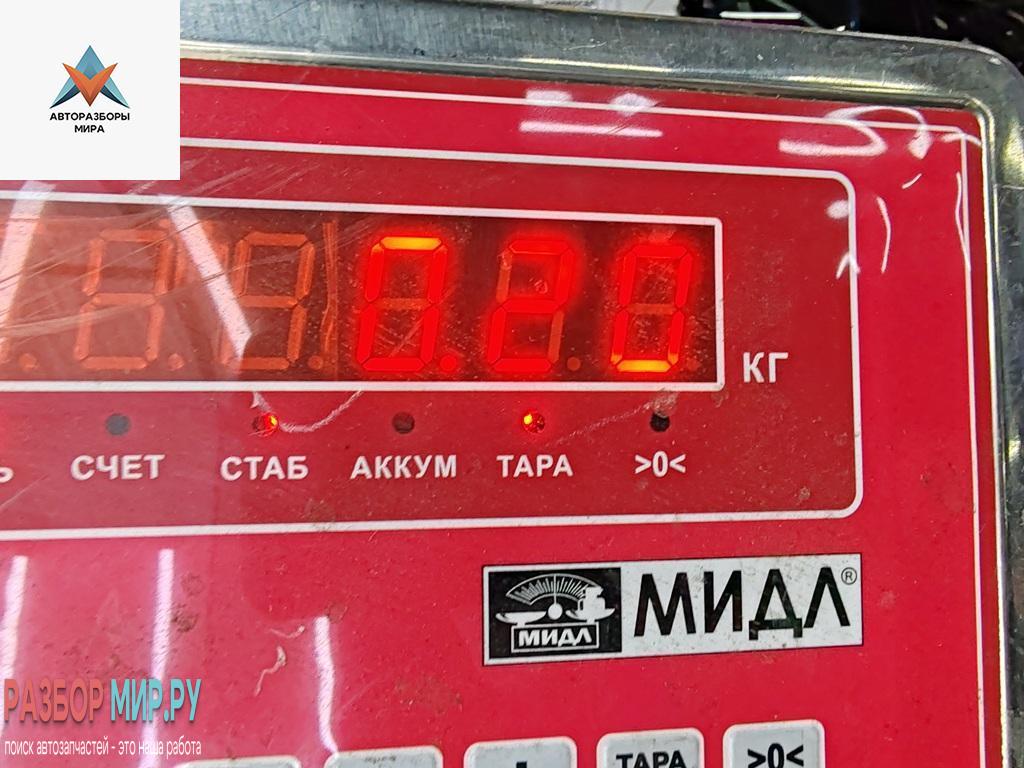 АВТОРАЗБОРЫ
МИРА
0.20
КГ
СЧЕТ СТАБ АККУМ ТАРА >0<
МИДЛ МИДЛ®
РАЗБОР МИР.РУ
поиск автозапчастей - это наша работа
ТАРА >0<